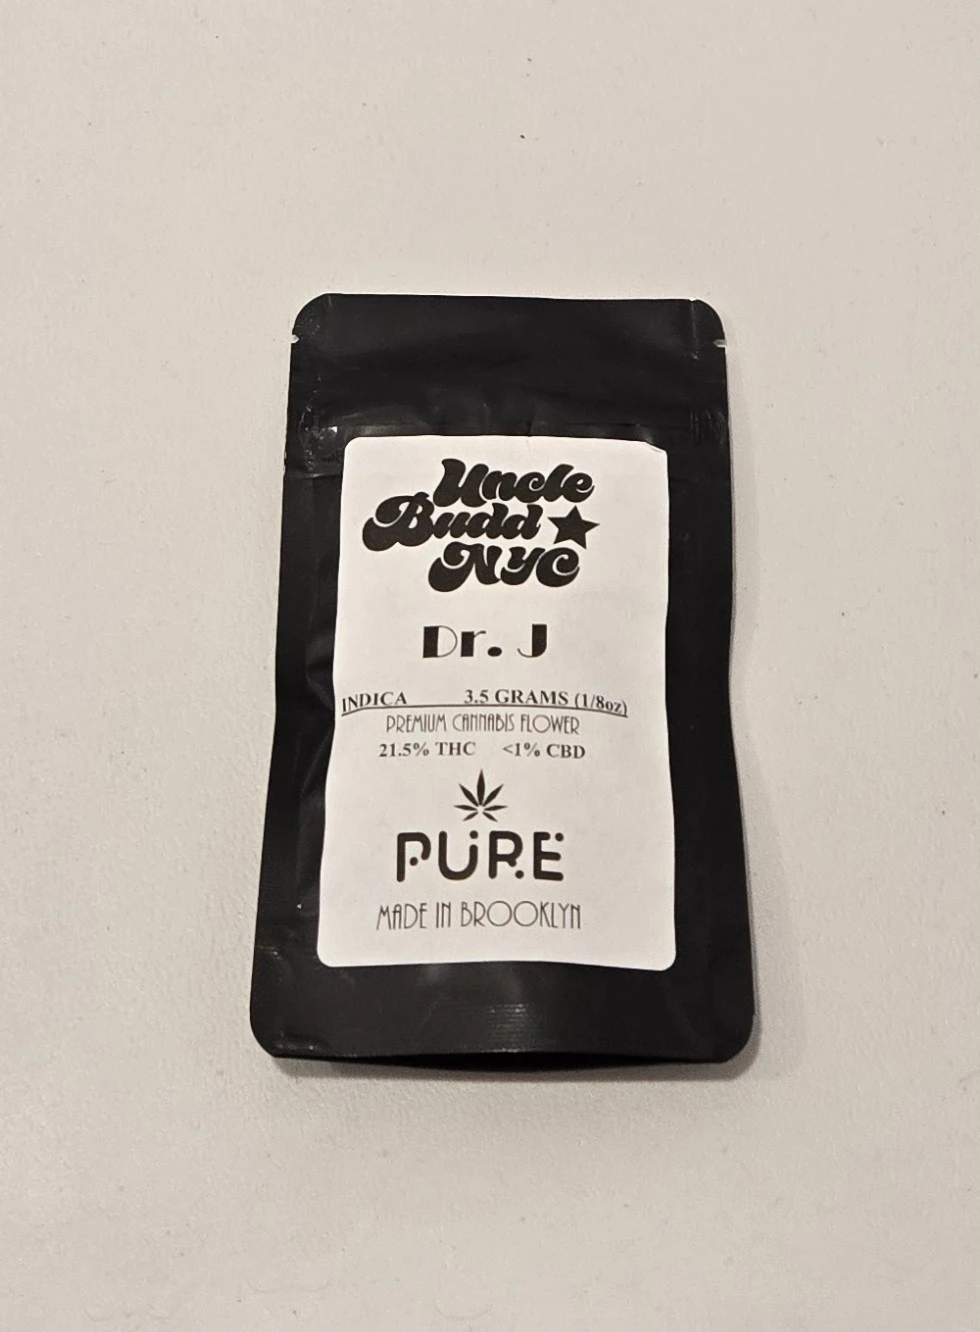 Uncle
Budd
NYC
Dr. J
INDICA 3.5 GRAMS (1/8oz)
PREMIUM CANNABIS FLOWER
21.5% THC <1% CBD
PURE
MADE IN BROOKLYN